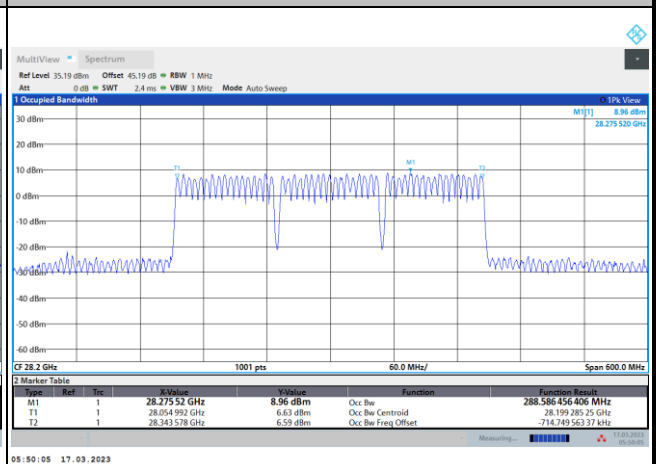 MultiView Spectrum
Ref Level 35.19 dBm Offset 45.19 dB RBW 1 MHz
Att 0 dB SWT 2.4 ms VBW 3 MHz Mode Auto Sweep
1 Occupied Bandwidth 1Pk View
M1[1] 8.96 dBm
28.275 520 GHz
30 dBm
20 dBm
M1
T1 T2
10 dBm
0 dBm
-10 dBm
-20 dBm
-30 dBm
-40 dBm
-50 dBm
-60 dBm
CF 28.2 GHz 1001 pts 60.0 MHz/ Span 600.0 MHz
2 Marker Table
Type Ref Trc X-Value Y-Value Function Function Result
M1 1 28.275 52 GHz 8.96 dBm Occ Bw 288.586 456 406 MHz
T1 1 28.054 992 GHz 6.63 dBm Occ Bw Centroid 28.199 285 25 GHz
T2 1 28.343 578 GHz 6.59 dBm Occ Bw Freq Offset -714.749 563 37 kHz
Measuring... 17.03.2023
05:50:05
05:50:05 17.03.2023